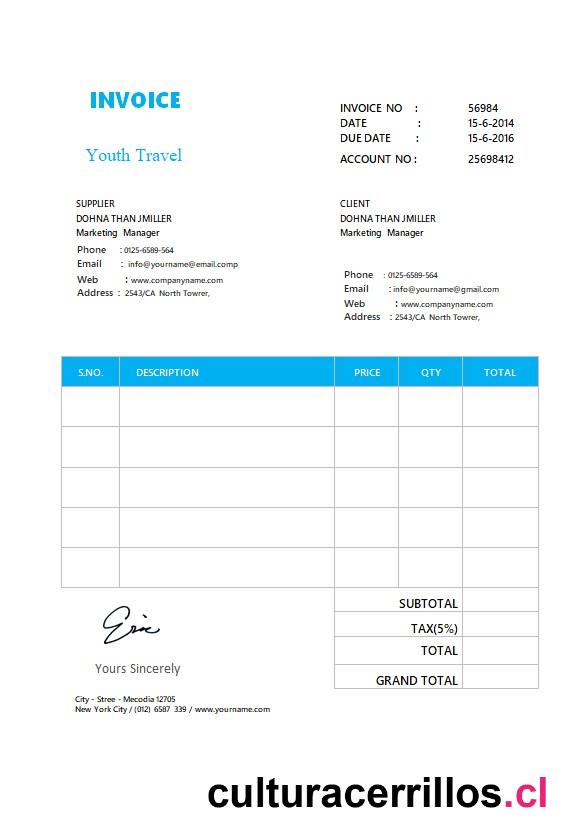 INVOICE
Youth Travel
INVOICE NO : 56984
DATE : 15-6-2014
DUE DATE : 15-6-2016
ACCOUNT NO : 25698412
SUPPLIER
DOHNA THAN JMILLER
Marketing Manager
Phone : 0125-6589-564
Email : info@yourname@email.comp
Web : www.companyname.com
Address : 2543/CA North Towrer,
CLIENT
DOHNA THAN JMILLER
Marketing Manager
Phone : 0125-6589-564
Email : info@yourname@gmail.com
Web : www.companyname.com
Address : 2543/CA North Towrer,
S.NO. DESCRIPTION PRICE QTY TOTAL
SUBTOTAL
TAX(5%)
TOTAL
GRAND TOTAL
Eric
Yours Sincerely
City - Stree - Mecodia 12705
New York City / (012) 6587 339 / www.yourname.com
culturacerrillos.cl